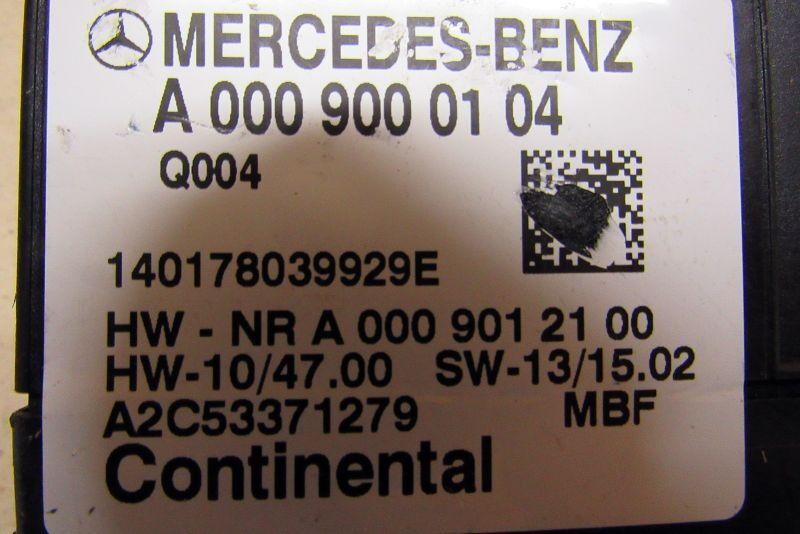 MERCEDES-BENZ
A 000 900 01 04
Q004
140178039929E
HW - NR A 000 901 21 00
HW-10/47.00 SW-13/15.02
A2C53371279 MBF
Continental